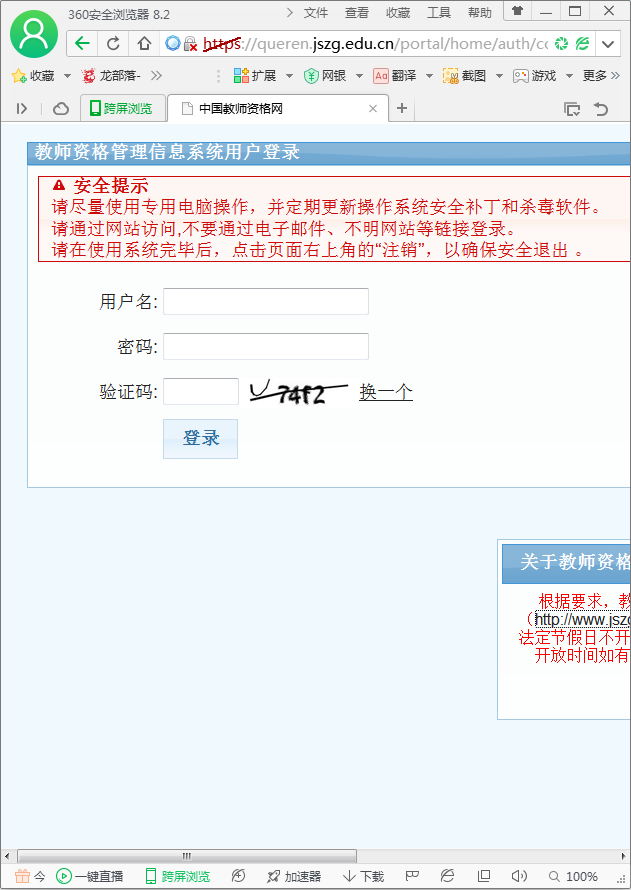 360安全浏览器 8.2
文件 查看 收藏 工具 帮助
https://queren.jszg.edu.cn/portal/home/auth/co
收藏 龙部落- 扩展 网银 翻译 截图 游戏 更多
跨屏浏览 中国教师资格网
教师资格管理信息系统用户登录
安全提示
请尽量使用专用电脑操作，并定期更新操作系统安全补丁和杀毒软件。
请通过网站访问,不要通过电子邮件、不明网站等链接登录。
请在使用系统完毕后，点击页面右上角的“注销”，以确保安全退出 。
用户名:
密码:
验证码: 74f2 换一个
登录
关于教师资格
根据要求，教
（http://www.jszg
法定节假日不开
开放时间如有
今 一键直播 跨屏浏览 加速器 下载 100%